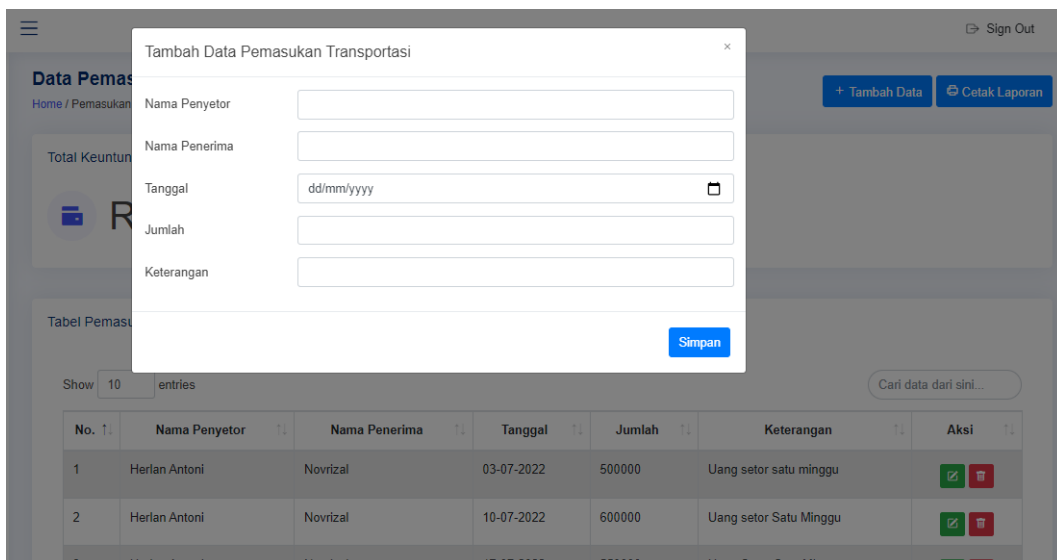 Sign Out
Tambah Data Pemasukan Transportasi
×
Data Pemas
Home / Pemasukan
+ Tambah Data
Cetak Laporan
Nama Penyetor
Nama Penerima
Total Keuntun
Tanggal
dd/mm/yyyy
R
Jumlah
Keterangan
Tabel Pemasu
Simpan
Show 10 entries
Cari data dari sini...
No. Nama Penyetor Nama Penerima Tanggal Jumlah Keterangan Aksi
1 Herlan Antoni Novrizal 03-07-2022 500000 Uang setor satu minggu
2 Herlan Antoni Novrizal 10-07-2022 600000 Uang setor Satu Minggu